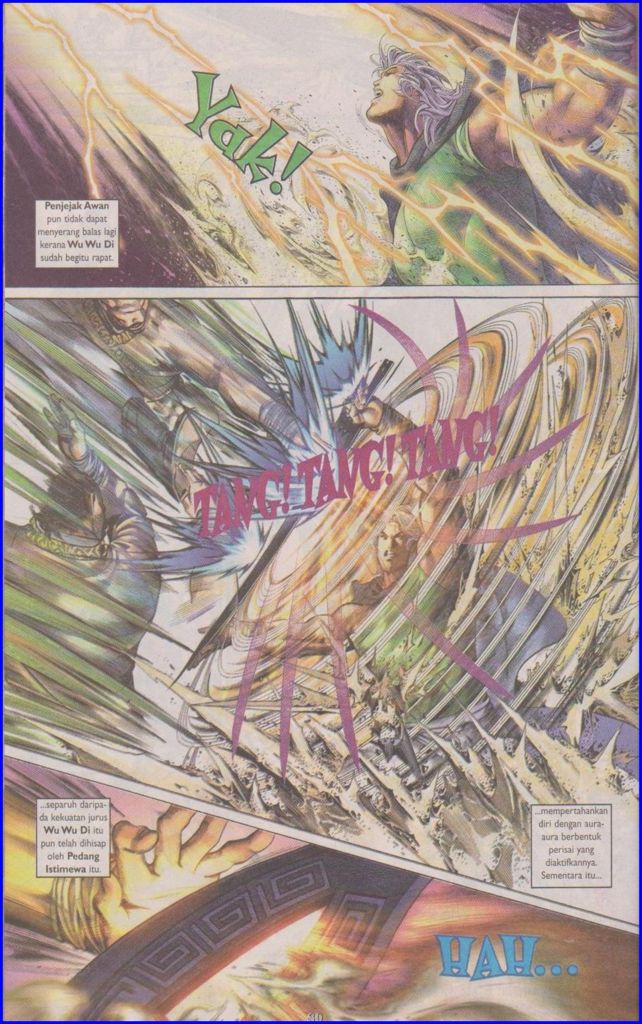 Yak!
Penjejak Awan
pun tidak dapat
menyerang balas lagi
kerana Wu Wu Di
sudah begitu rapat.
TANG! TANG! TANG!
...mempertahankan
diri dengan aura-
aura berbentuk
perisai yang
diaktifkannya.
Sementara itu...
...separuh daripa-
da kekuatan jurus
Wu Wu Di itu
pun telah dihisap
oleh Pedang
Istimewa itu.
HAH...